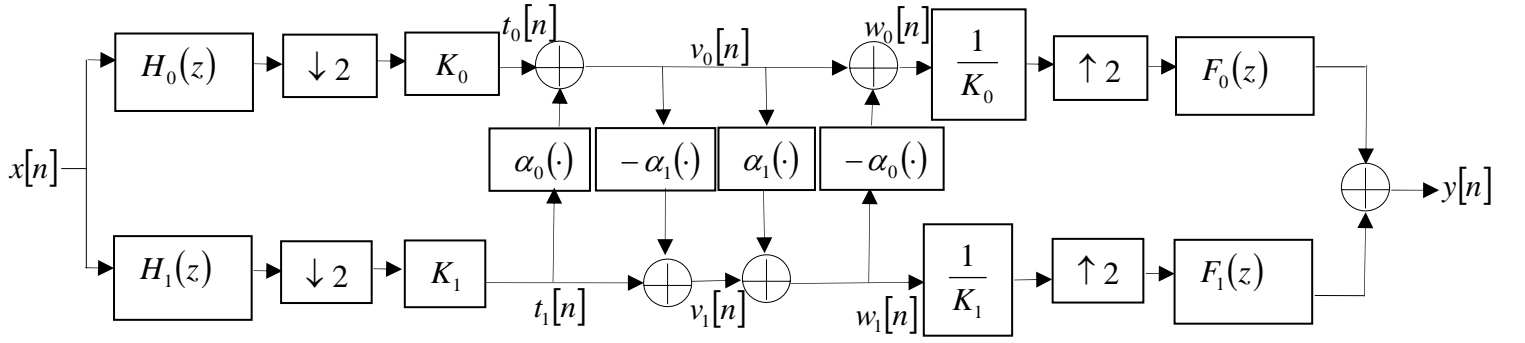 t₀[n] v₀[n] w₀[n]
H₀(z) ↓ 2 K₀ 1/K₀ ↑ 2 F₀(z)
x[n] α₀(·) −α₁(·) α₁(·) −α₀(·) y[n]
H₁(z) ↓ 2 K₁ 1/K₁ ↑ 2 F₁(z)
t₁[n] v₁[n] w₁[n]